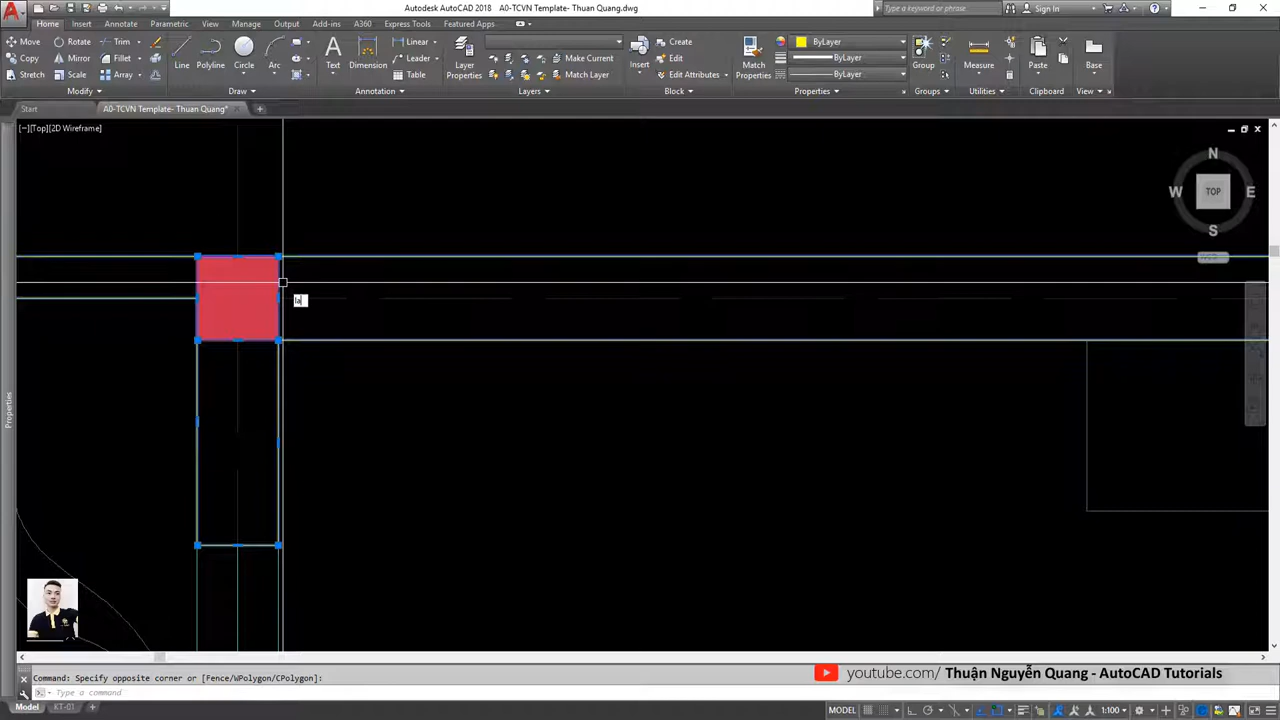 Autodesk AutoCAD 2018 A0-TCVN Template- Thuan Quang.dwg
Type a keyword or phrase
Sign In
Home Insert Annotate Parametric View Manage Output Add-ins A360 Express Tools Featured Apps
Move Rotate Trim
Copy Mirror Fillet
Stretch Scale Array
Modify
Line Polyline Circle Arc
Draw
Text Dimension
Linear
Leader
Table
Annotation
Layer Properties
Make Current
Match Layer
Layers
Insert
Create
Edit
Edit Attributes
Block
Match Properties
ByLayer
ByLayer
ByLayer
Properties
Group
Groups
Measure
Utilities
Paste
Clipboard
Base
View
Start
A0-TCVN Template- Thuan Quang*
[−][Top][2D Wireframe]
N
W TOP E
S
la
Properties
Command: Specify opposite corner or [Fence/WPolygon/CPolygon]:
Type a command
youtube.com/ Thuận Nguyễn Quang - AutoCAD Tutorials
Model KT-01
MODEL
1:100